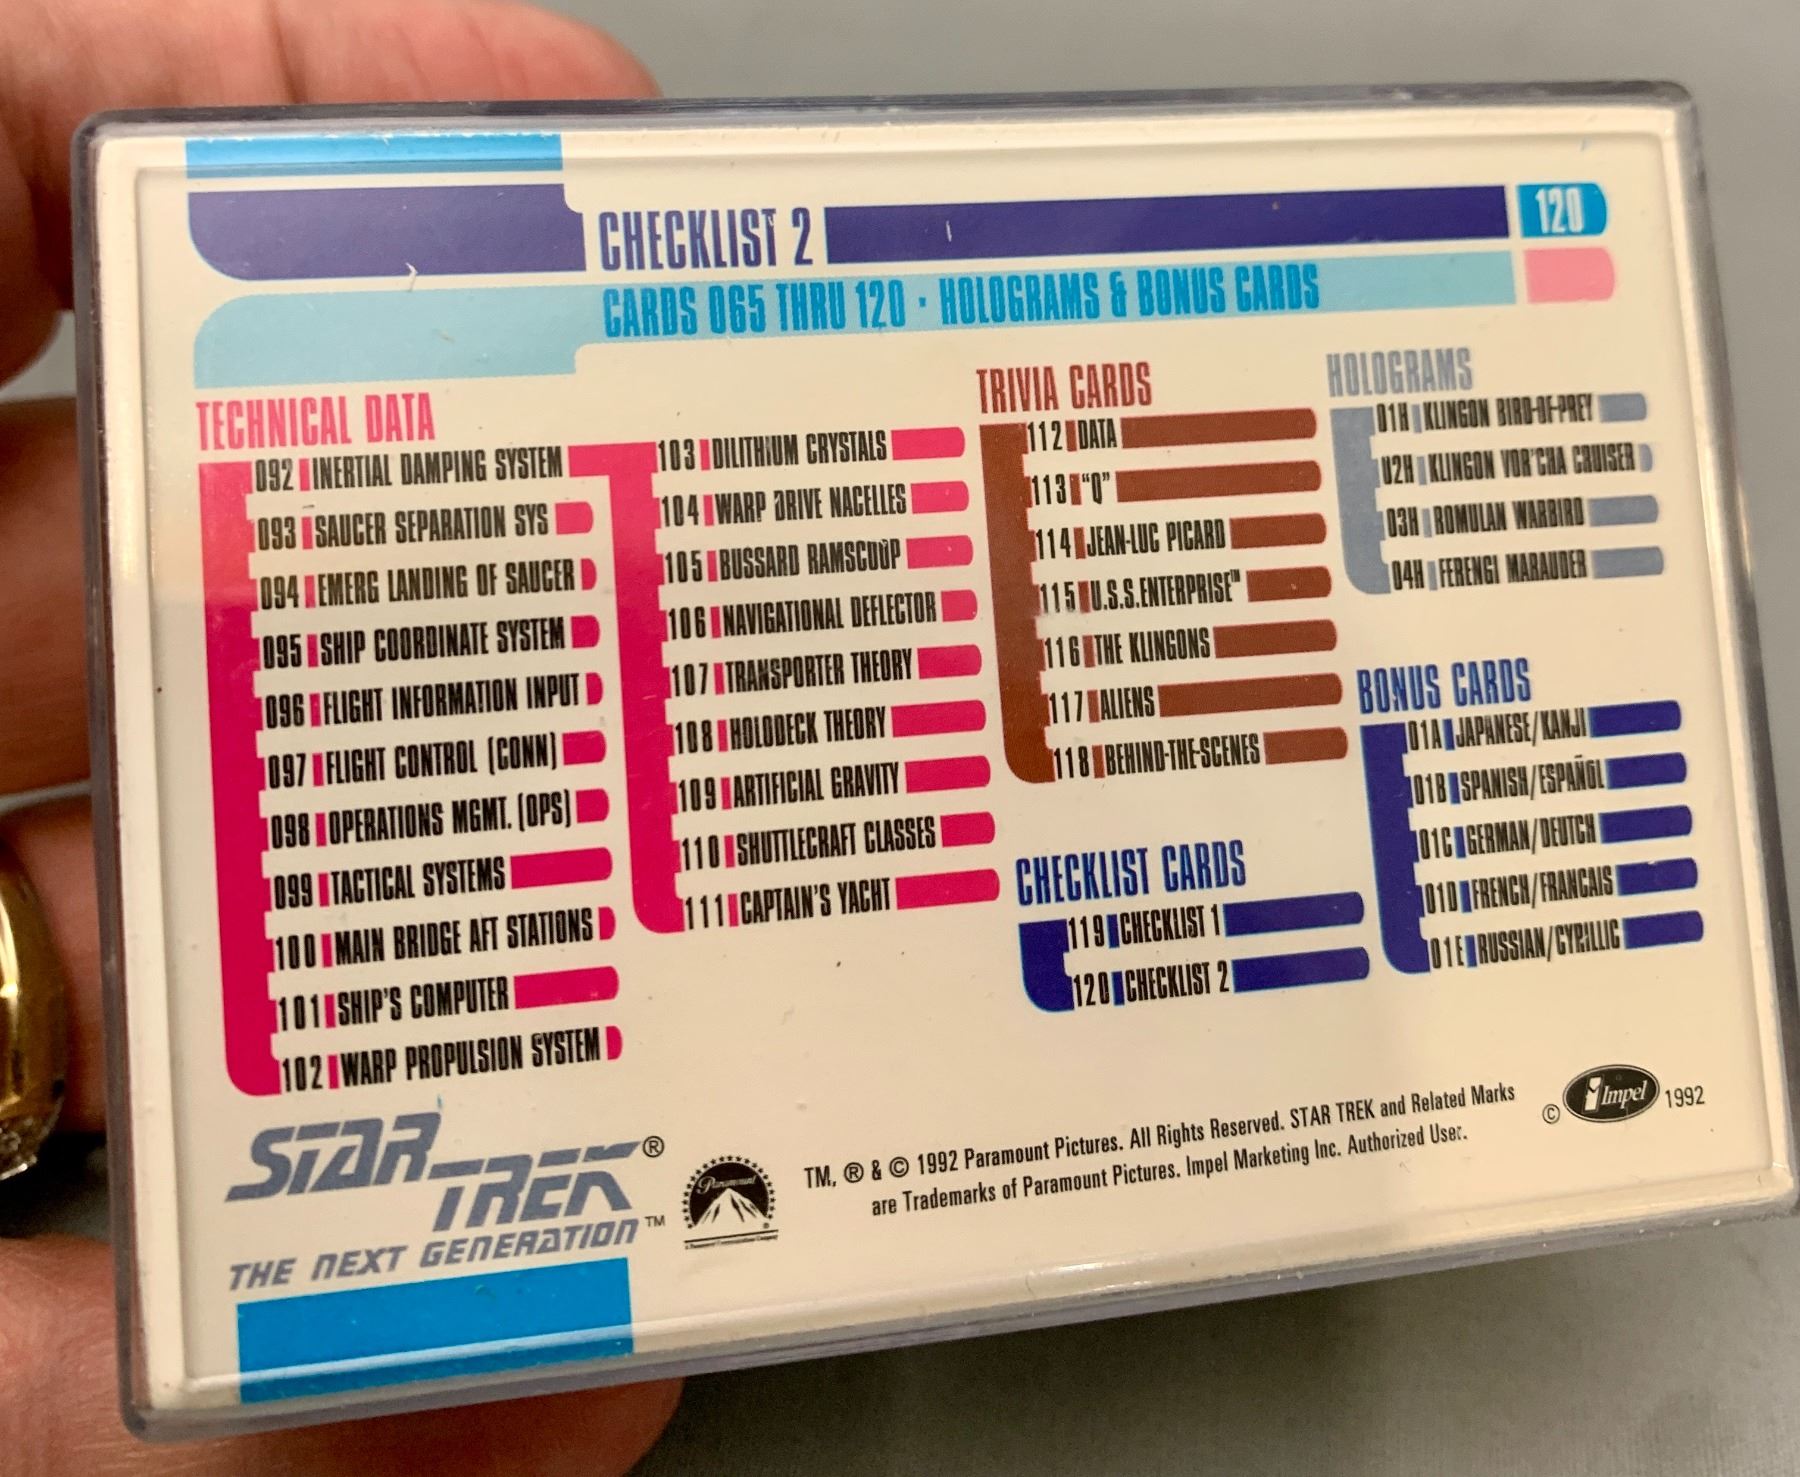 CHECKLIST 2
120
CARDS 065 THRU 120 · HOLOGRAMS & BONUS CARDS
TECHNICAL DATA
092 INERTIAL DAMPING SYSTEM
093 SAUCER SEPARATION SYS
094 EMERG LANDING OF SAUCER
095 SHIP COORDINATE SYSTEM
096 FLIGHT INFORMATION INPUT
097 FLIGHT CONTROL (CONN)
098 OPERATIONS MGMT. (OPS)
099 TACTICAL SYSTEMS
100 MAIN BRIDGE AFT STATIONS
101 SHIP'S COMPUTER
102 WARP PROPULSION SYSTEM
103 DILITHIUM CRYSTALS
104 WARP DRIVE NACELLES
105 BUSSARD RAMSCOOP
106 NAVIGATIONAL DEFLECTOR
107 TRANSPORTER THEORY
108 HOLODECK THEORY
109 ARTIFICIAL GRAVITY
110 SHUTTLECRAFT CLASSES
111 CAPTAIN'S YACHT
TRIVIA CARDS
112 DATA
113 "Q"
114 JEAN-LUC PICARD
115 U.S.S. ENTERPRISE™
116 THE KLINGONS
117 ALIENS
118 BEHIND-THE-SCENES
CHECKLIST CARDS
119 CHECKLIST 1
120 CHECKLIST 2
HOLOGRAMS
01H KLINGON BIRD-OF-PREY
02H KLINGON VOR'CHA CRUISER
03H ROMULAN WARBIRD
04H FERENGI MARAUDER
BONUS CARDS
01A JAPANESE/KANJI
01B SPANISH/ESPAÑOL
01C GERMAN/DEUTCH
01D FRENCH/FRANCAIS
01E RUSSIAN/CYRILLIC
STAR TREK®
THE NEXT GENERATION™
Paramount
TM, ® & © 1992 Paramount Pictures. All Rights Reserved. STAR TREK and Related Marks
are Trademarks of Paramount Pictures. Impel Marketing Inc. Authorized User.
© Impel 1992